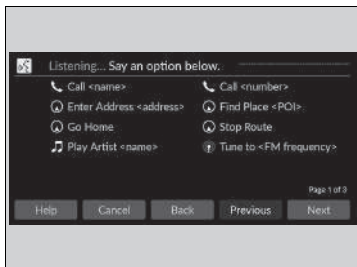 Listening... Say an option below.
Call <name> Call <number>
Enter Address <address> Find Place <POI>
Go Home Stop Route
Play Artist <name> Tune to <FM frequency>
Page 1 of 3
Help Cancel Back Previous Next